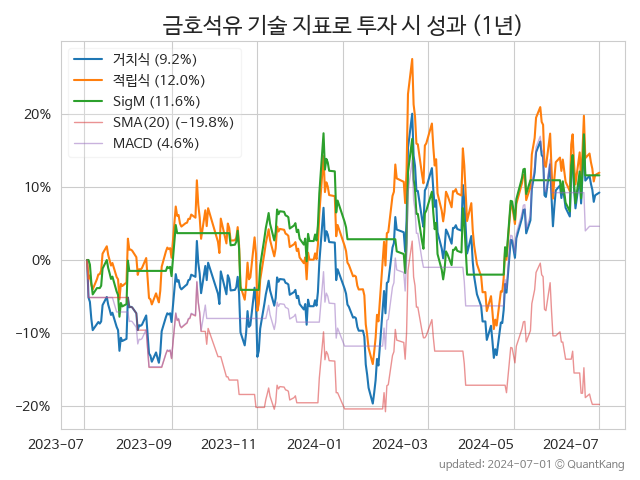 금호석유 기술 지표로 투자 시 성과 (1년)
거치식 (9.2%)
적립식 (12.0%)
SigM (11.6%)
SMA(20) (−19.8%)
MACD (4.6%)
20%
10%
0%
−10%
−20%
2023-07 2023-09 2023-11 2024-01 2024-03 2024-05 2024-07
updated: 2024-07-01 © QuantKang